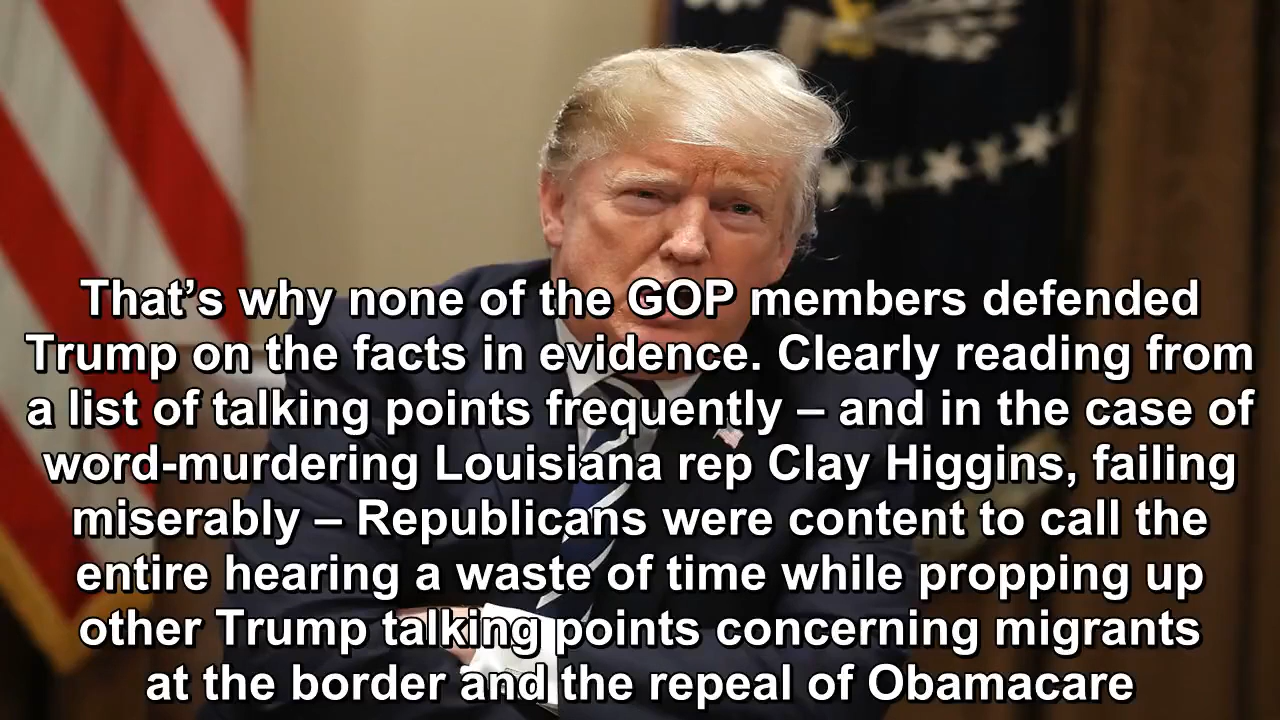 That’s why none of the GOP members defended
Trump on the facts in evidence. Clearly reading from
a list of talking points frequently – and in the case of
word-murdering Louisiana rep Clay Higgins, failing
miserably – Republicans were content to call the
entire hearing a waste of time while propping up
other Trump talking points concerning migrants
at the border and the repeal of Obamacare